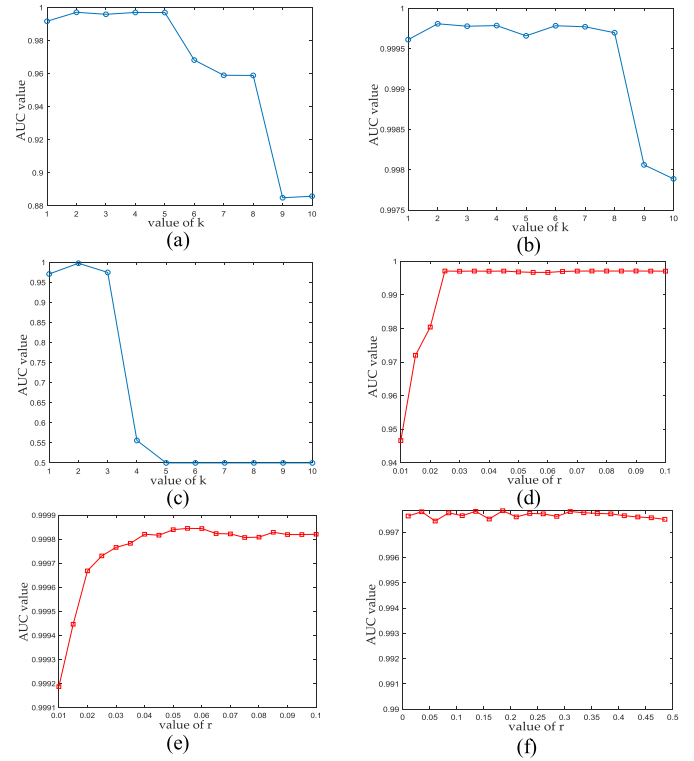 1
0.96
0.94
0.92
0.9
0.88
AUC value
1 2 3 4 5 6 7 8 9 10
value of k
(a)
1
0.9995
0.999
0.9985
0.998
0.9975
AUC value
1 2 3 4 5 6 7 8 9 10
value of k
(b)
1
0.95
0.9
0.85
0.8
0.75
0.7
0.65
0.6
0.55
0.5
AUC value
1 2 3 4 5 6 7 8 9 10
value of k
(c)
1
0.99
0.98
0.97
0.96
0.95
0.94
AUC value
0.01 0.02 0.03 0.04 0.05 0.06 0.07 0.08 0.09 0.1
value of r
(d)
0.9999
0.9998
0.9997
0.9996
0.9995
0.9994
0.9993
0.9992
0.9991
AUC value
0.01 0.02 0.03 0.04 0.05 0.06 0.07 0.08 0.09 0.1
value of r
(e)
0.997
0.996
0.995
0.994
0.993
0.992
0.991
0.99
AUC value
0 0.05 0.1 0.15 0.2 0.25 0.3 0.35 0.4 0.45 0.5
value of r
(f)